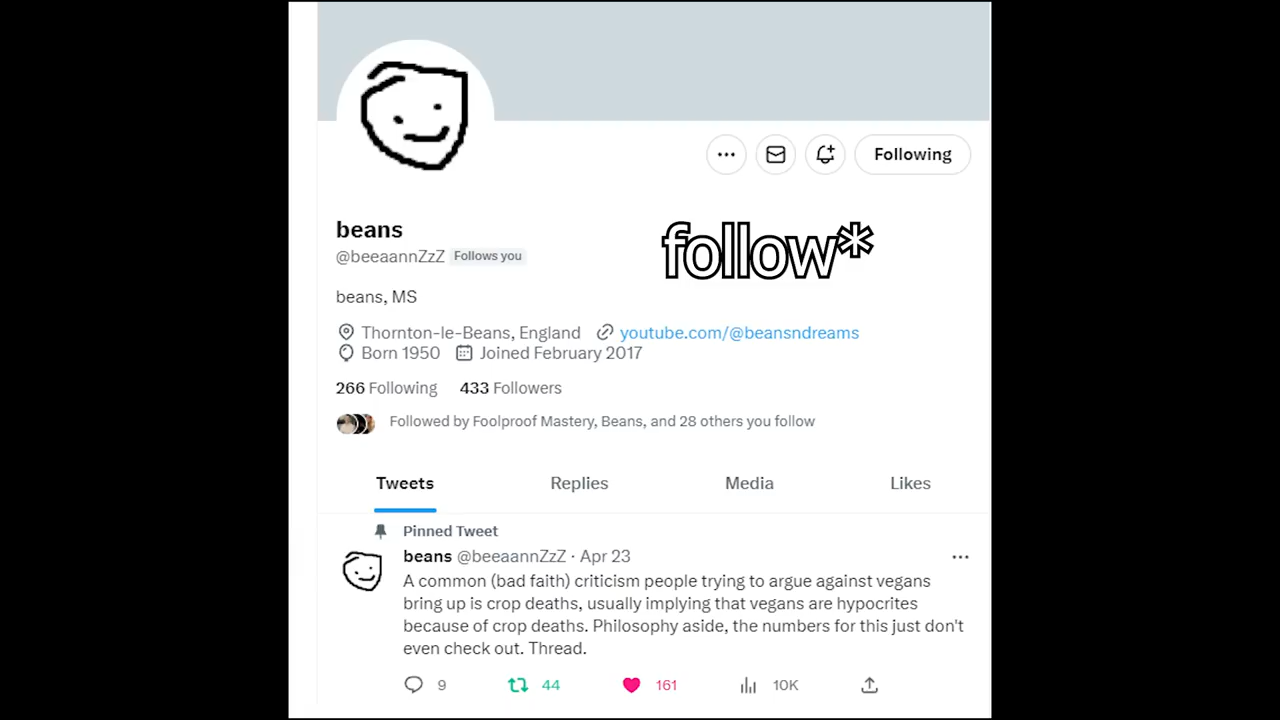 Following
beans
@beeaannZzZ Follows you
follow*
beans, MS
Thornton-le-Beans, England youtube.com/@beansndreams
Born 1950 Joined February 2017
266 Following 433 Followers
Followed by Foolproof Mastery, Beans, and 28 others you follow
Tweets Replies Media Likes
Pinned Tweet
beans @beeaannZzZ · Apr 23
A common (bad faith) criticism people trying to argue against vegans
bring up is crop deaths, usually implying that vegans are hypocrites
because of crop deaths. Philosophy aside, the numbers for this just don't
even check out. Thread.
9 44 161 10K